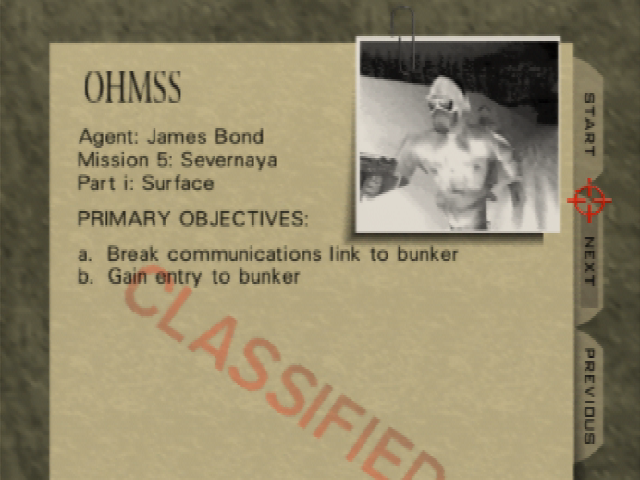 OHMSS
Agent: James Bond
Mission 5: Severnaya
Part i: Surface
PRIMARY OBJECTIVES:
a. Break communications link to bunker
b. Gain entry to bunker
CLASSIFIED
START
NEXT
PREVIOUS